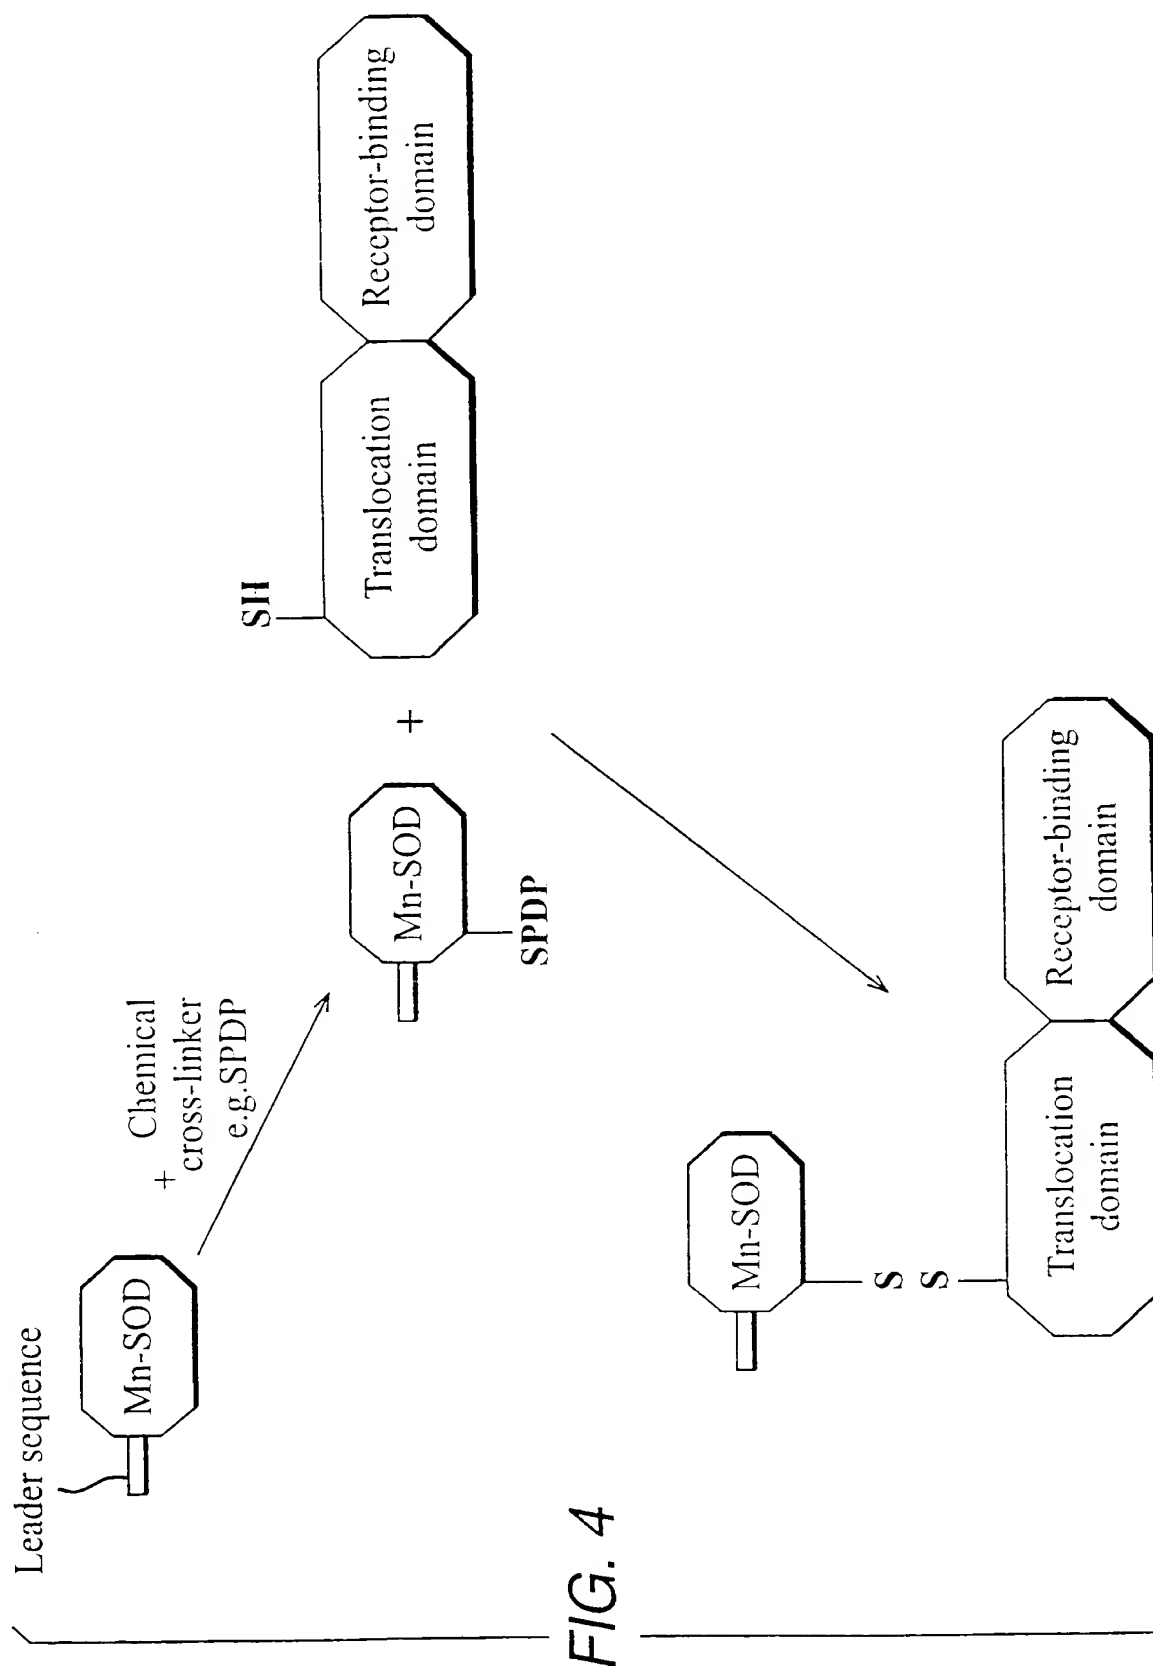 Leader sequence
Mn-SOD
+ Chemical
cross-linker
e.g.SPDP
Mn-SOD
SPDP
+
SH
Translocation
domain
Receptor-binding
domain
Mn-SOD
S
S
Translocation
domain
Receptor-binding
domain
FIG. 4